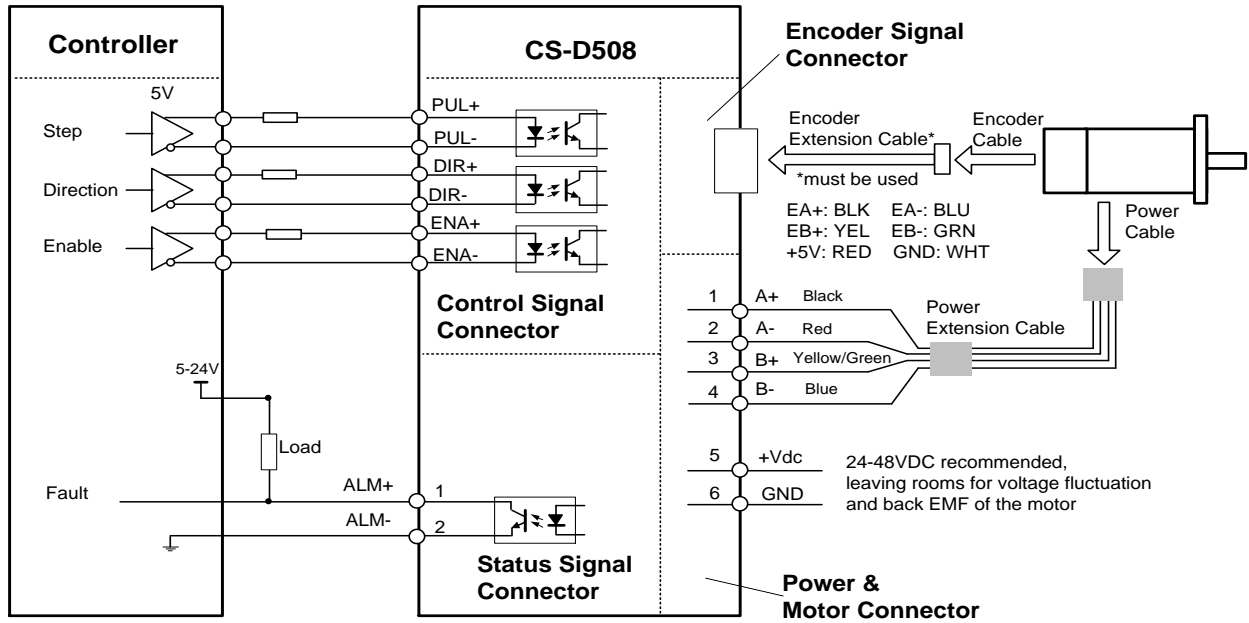 Controller
5V
Step
Direction
Enable
5-24V
Load
Fault
CS-D508
PUL+
PUL-
DIR+
DIR-
ENA+
ENA-
Control Signal
Connector
ALM+
ALM-
1
2
Status Signal
Connector
Encoder Signal
Connector
Encoder
Extension Cable*
*must be used
Encoder
Cable
EA+: BLK EA-: BLU
EB+: YEL EB-: GRN
+5V: RED GND: WHT
Power
Cable
1 A+ Black
2 A- Red
3 B+ Yellow/Green
4 B- Blue
Power
Extension Cable
5 +Vdc
6 GND
24-48VDC recommended,
leaving rooms for voltage fluctuation
and back EMF of the motor
Power &
Motor Connector